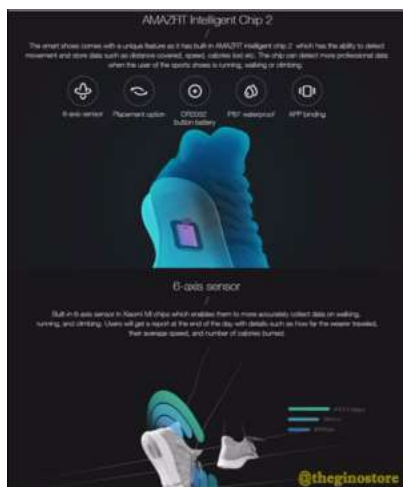 AMAZFIT Intelligent Chip 2
The smart shoes comes with a unique feature as it has built in AMAZFIT intelligent chip 2 which has the ability to detect
movement and store data such as distance covered, speed, calories lost etc. The chip can detect more professional data
when the user of the sports shoes is running, walking or climbing.
6-axis sensor Placement option CR2032 IP67 waterproof APP binding
button battery
6-axis sensor
Built-in 6 axis sensor in Xiaomi Mi chips which enables them to more accurately collect data on walking,
running, and climbing. Users will get a report at the end of the day with details such as how far the wearer traveled,
their average speed, and number of calories burned
@theginostore